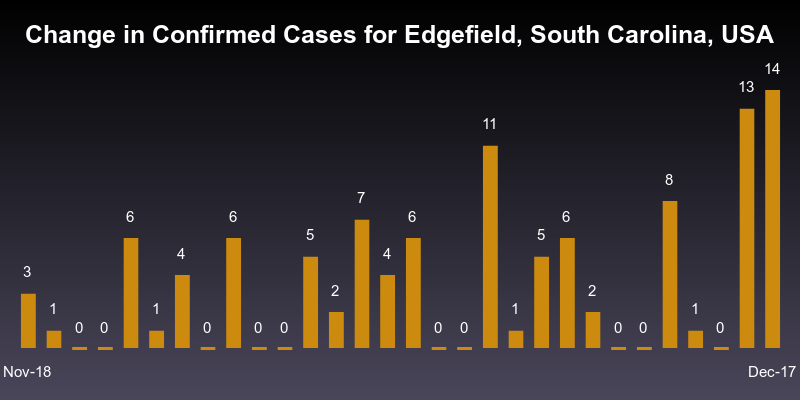 Change in Confirmed Cases for Edgefield, South Carolina, USA
3 1 0 0 6 1 4 0 6 0 0 5 2 7 4 6 0 0 11 1 5 6 2 0 0 8 1 0 13 14
Nov-18 Dec-17